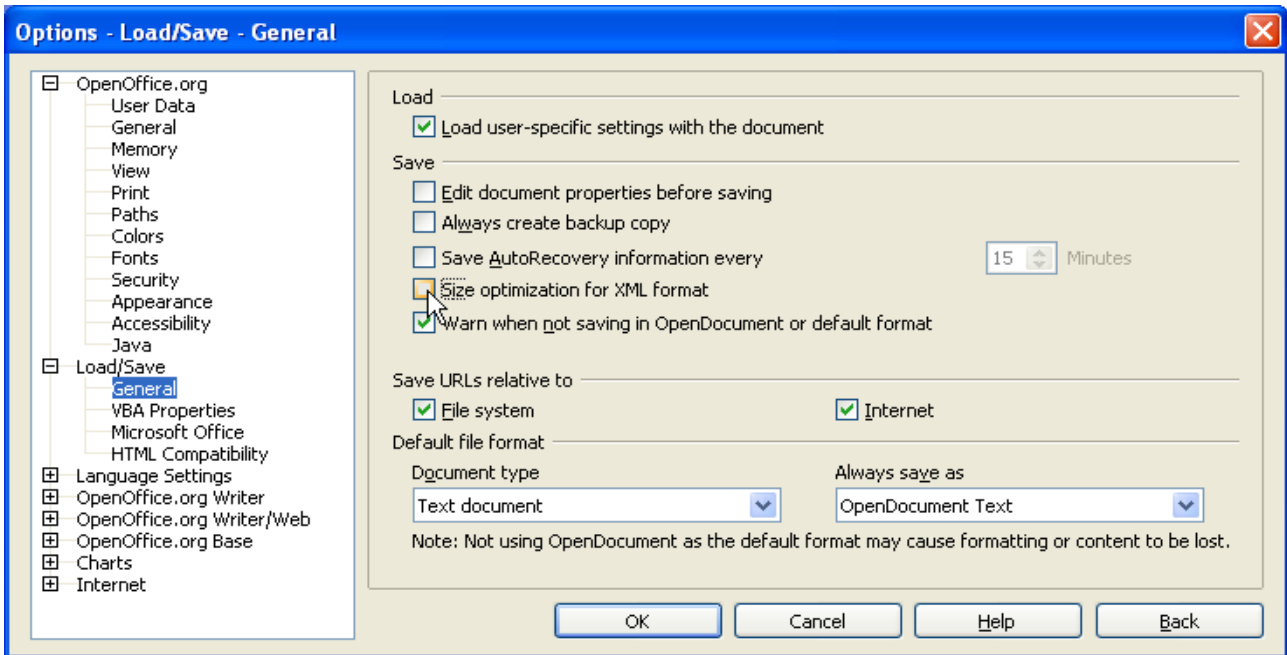 Options - Load/Save - General
OpenOffice.org
User Data
General
Memory
View
Print
Paths
Colors
Fonts
Security
Appearance
Accessibility
Java
Load/Save
General
VBA Properties
Microsoft Office
HTML Compatibility
Language Settings
OpenOffice.org Writer
OpenOffice.org Writer/Web
OpenOffice.org Base
Charts
Internet
Load
Load user-specific settings with the document
Save
Edit document properties before saving
Always create backup copy
Save AutoRecovery information every 15 Minutes
Size optimization for XML format
Warn when not saving in OpenDocument or default format
Save URLs relative to
File system Internet
Default file format
Document type Always save as
Text document OpenDocument Text
Note: Not using OpenDocument as the default format may cause formatting or content to be lost.
OK Cancel Help Back